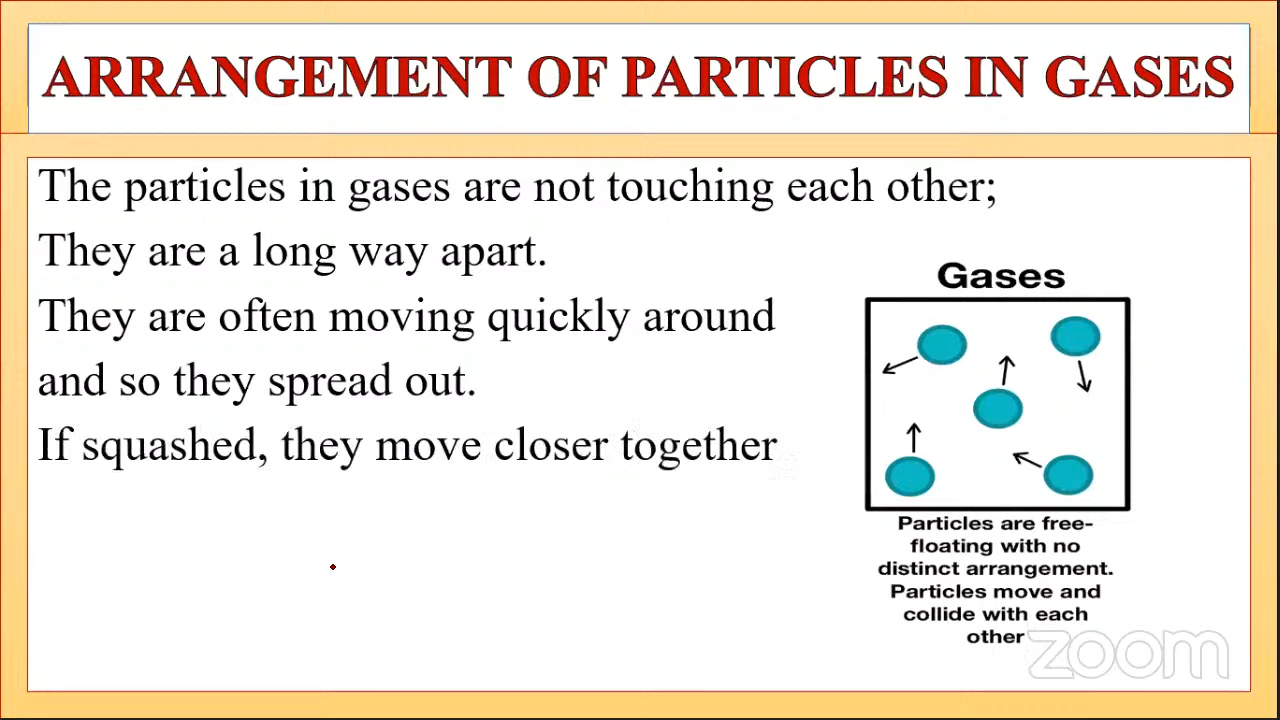 ARRANGEMENT OF PARTICLES IN GASES
The particles in gases are not touching each other;
They are a long way apart.
They are often moving quickly around
and so they spread out.
If squashed, they move closer together
Gases
Particles are free-
floating with no
distinct arrangement.
Particles move and
collide with each
other
zoom